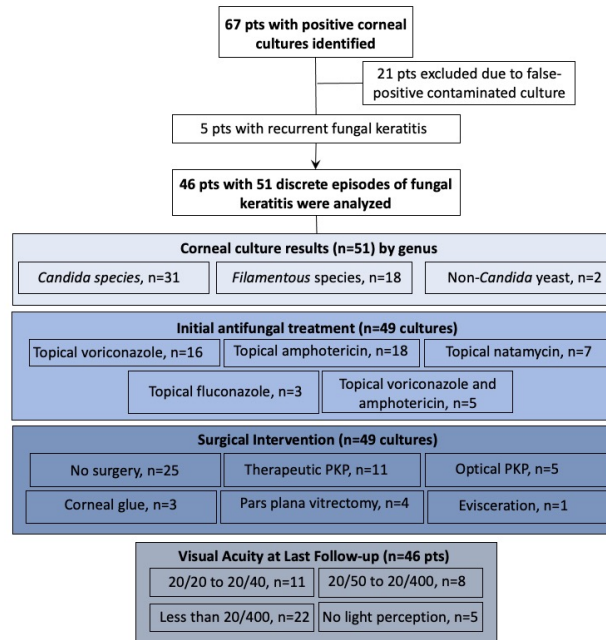 67 pts with positive corneal
cultures identified
21 pts excluded due to false-
positive contaminated culture
5 pts with recurrent fungal keratitis
46 pts with 51 discrete episodes of fungal
keratitis were analyzed
Corneal culture results (n=51) by genus
Candida species, n=31
Filamentous species, n=18
Non-Candida yeast, n=2
Initial antifungal treatment (n=49 cultures)
Topical voriconazole, n=16
Topical amphotericin, n=18
Topical natamycin, n=7
Topical fluconazole, n=3
Topical voriconazole and
amphotericin, n=5
Surgical Intervention (n=49 cultures)
No surgery, n=25
Therapeutic PKP, n=11
Optical PKP, n=5
Corneal glue, n=3
Pars plana vitrectomy, n=4
Evisceration, n=1
Visual Acuity at Last Follow-up (n=46 pts)
20/20 to 20/40, n=11
20/50 to 20/400, n=8
Less than 20/400, n=22
No light perception, n=5